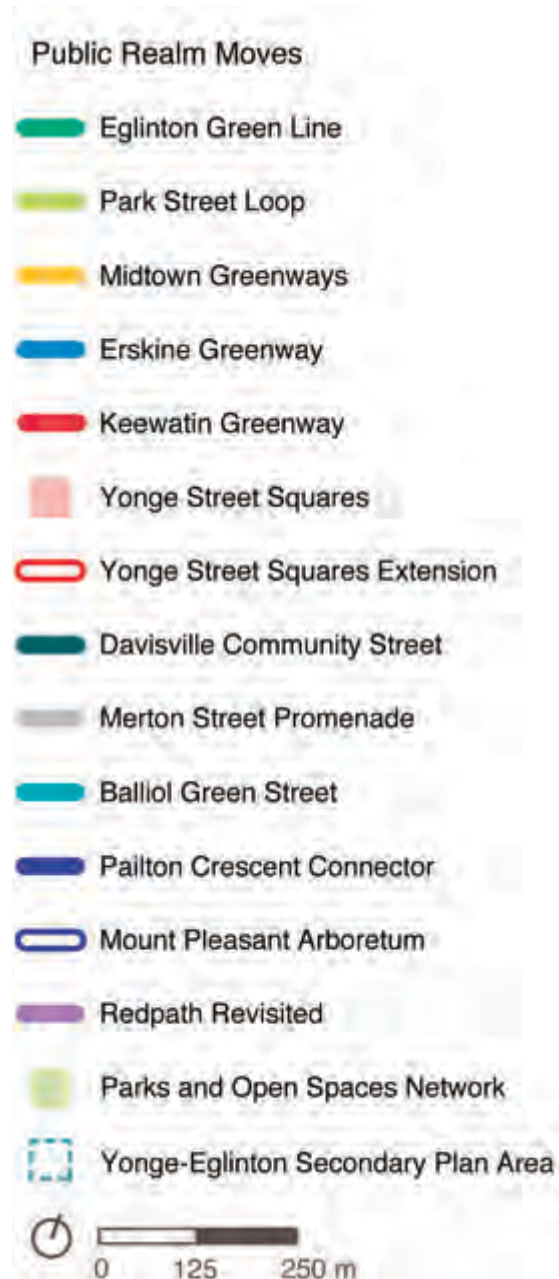 Public Realm Moves
Eglinton Green Line
Park Street Loop
Midtown Greenways
Erskine Greenway
Keewatin Greenway
Yonge Street Squares
Yonge Street Squares Extension
Davisville Community Street
Merton Street Promenade
Balliol Green Street
Pailton Crescent Connector
Mount Pleasant Arboretum
Redpath Revisited
Parks and Open Spaces Network
Yonge-Eglinton Secondary Plan Area
0 125 250 m